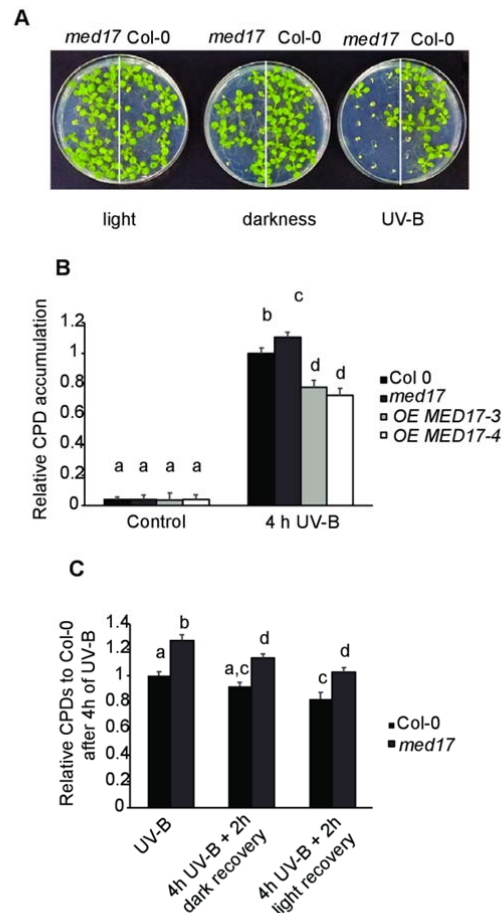 A
med17 Col-0 med17 Col-0 med17 Col-0
light darkness UV-B
B
Relative CPD accumulation
1.2
1
0.8
0.6
0.4
0.2
0
a a a a
b c d d
Control 4 h UV-B
Col 0
med17
OE MED17-3
OE MED17-4
C
Relative CPDs to Col-0
after 4h of UV-B
1.4
1.2
1
0.8
0.6
0.4
0.2
0
a b
a,c d
c d
UV-B
4h UV-B + 2h
dark recovery
4h UV-B + 2h
light recovery
Col-0
med17